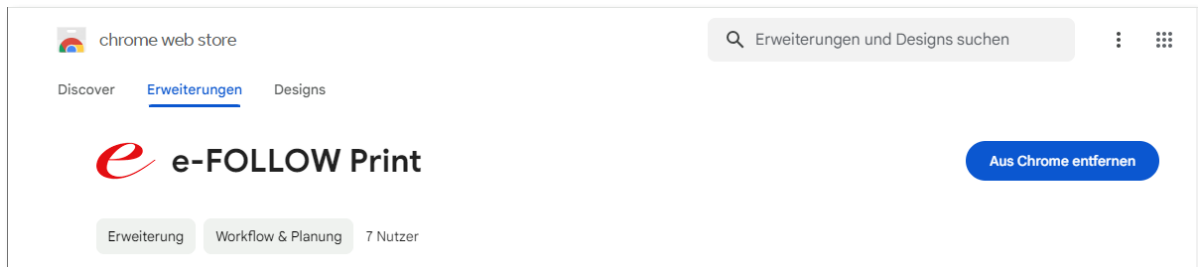 chrome web store
Erweiterungen und Designs suchen
Discover Erweiterungen Designs
e e-FOLLOW Print
Aus Chrome entfernen
Erweiterung Workflow & Planung 7 Nutzer